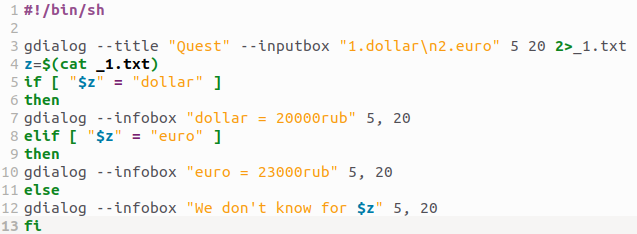 1 #!/bin/sh
2
3 gdialog --title "Quest" --inputbox "1.dollar\n2.euro" 5 20 2>_1.txt
4 z=$(cat _1.txt)
5 if [ "$z" = "dollar" ]
6 then
7 gdialog --infobox "dollar = 20000rub" 5, 20
8 elif [ "$z" = "euro" ]
9 then
10 gdialog --infobox "euro = 23000rub" 5, 20
11 else
12 gdialog --infobox "We don't know for $z" 5, 20
13 fi